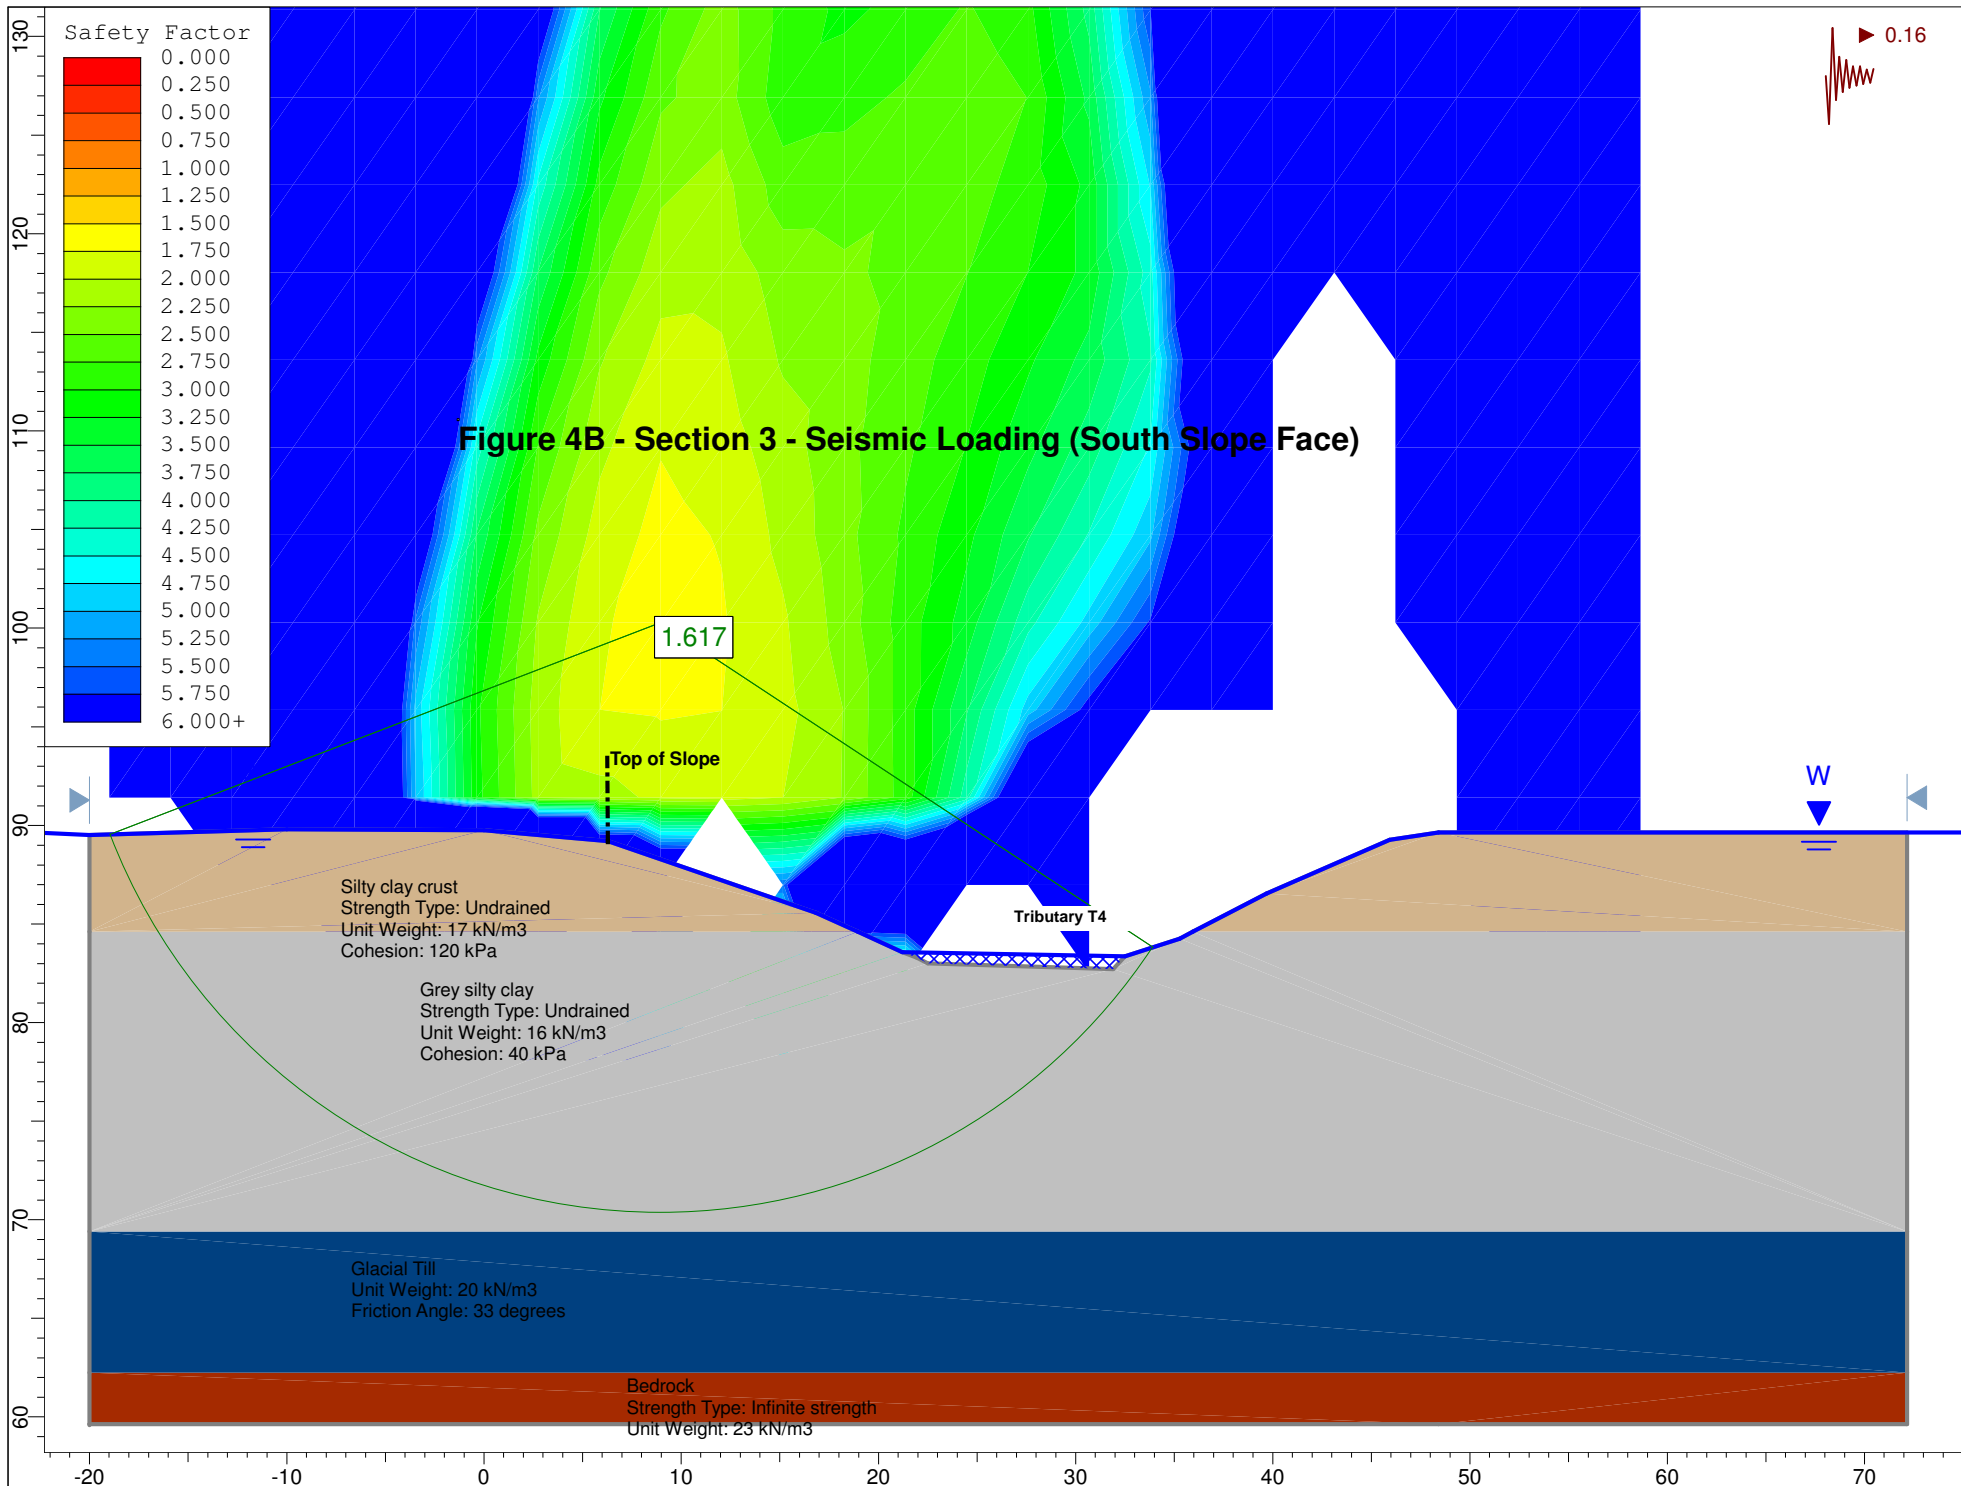 Safety Factor
0.000
0.250
0.500
0.750
1.000
1.250
1.500
1.750
2.000
2.250
2.500
2.750
3.000
3.250
3.500
3.750
4.000
4.250
4.500
4.750
5.000
5.250
5.500
5.750
6.000+
0.16
Figure 4B - Section 3 - Seismic Loading (South Slope Face)
1.617
Top of Slope
W
Tributary T4
Silty clay crust
Strength Type: Undrained
Unit Weight: 17 kN/m3
Cohesion: 120 kPa
Grey silty clay
Strength Type: Undrained
Unit Weight: 16 kN/m3
Cohesion: 40 kPa
Glacial Till
Unit Weight: 20 kN/m3
Friction Angle: 33 degrees
Bedrock
Strength Type: Infinite strength
Unit Weight: 23 kN/m3
130
120
110
100
90
80
70
60
-20 -10 0 10 20 30 40 50 60 70